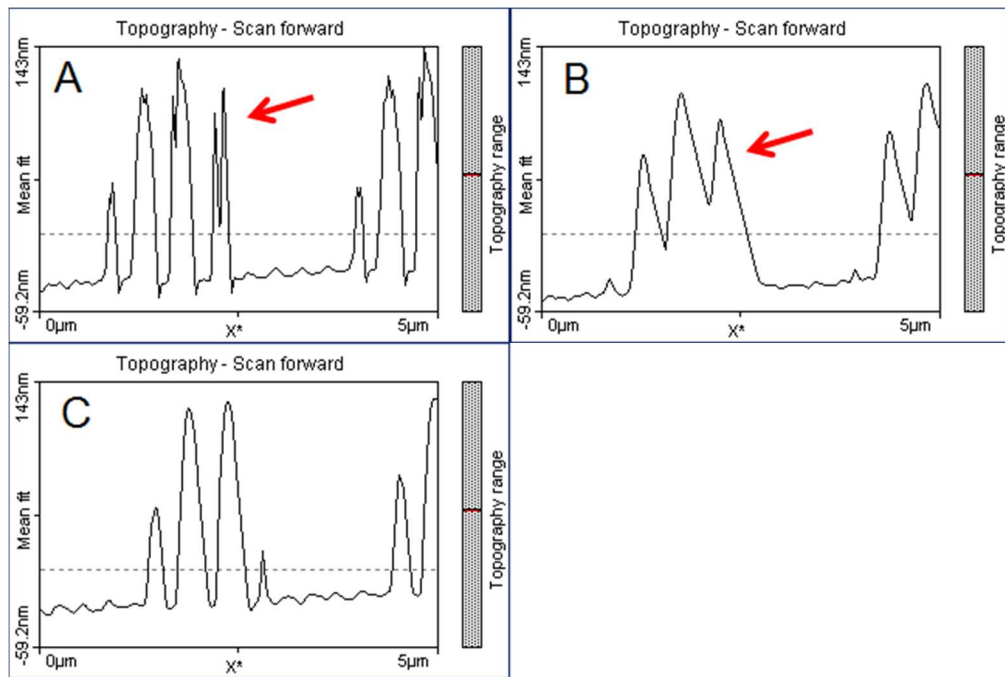 Topography - Scan forward
A
143nm
Mean fit
-59.2nm
0µm
X*
5µm
Topography range
Topography - Scan forward
B
143nm
Mean fit
-59.2nm
0µm
X*
5µm
Topography range
Topography - Scan forward
C
143nm
Mean fit
-59.2nm
0µm
X*
5µm
Topography range